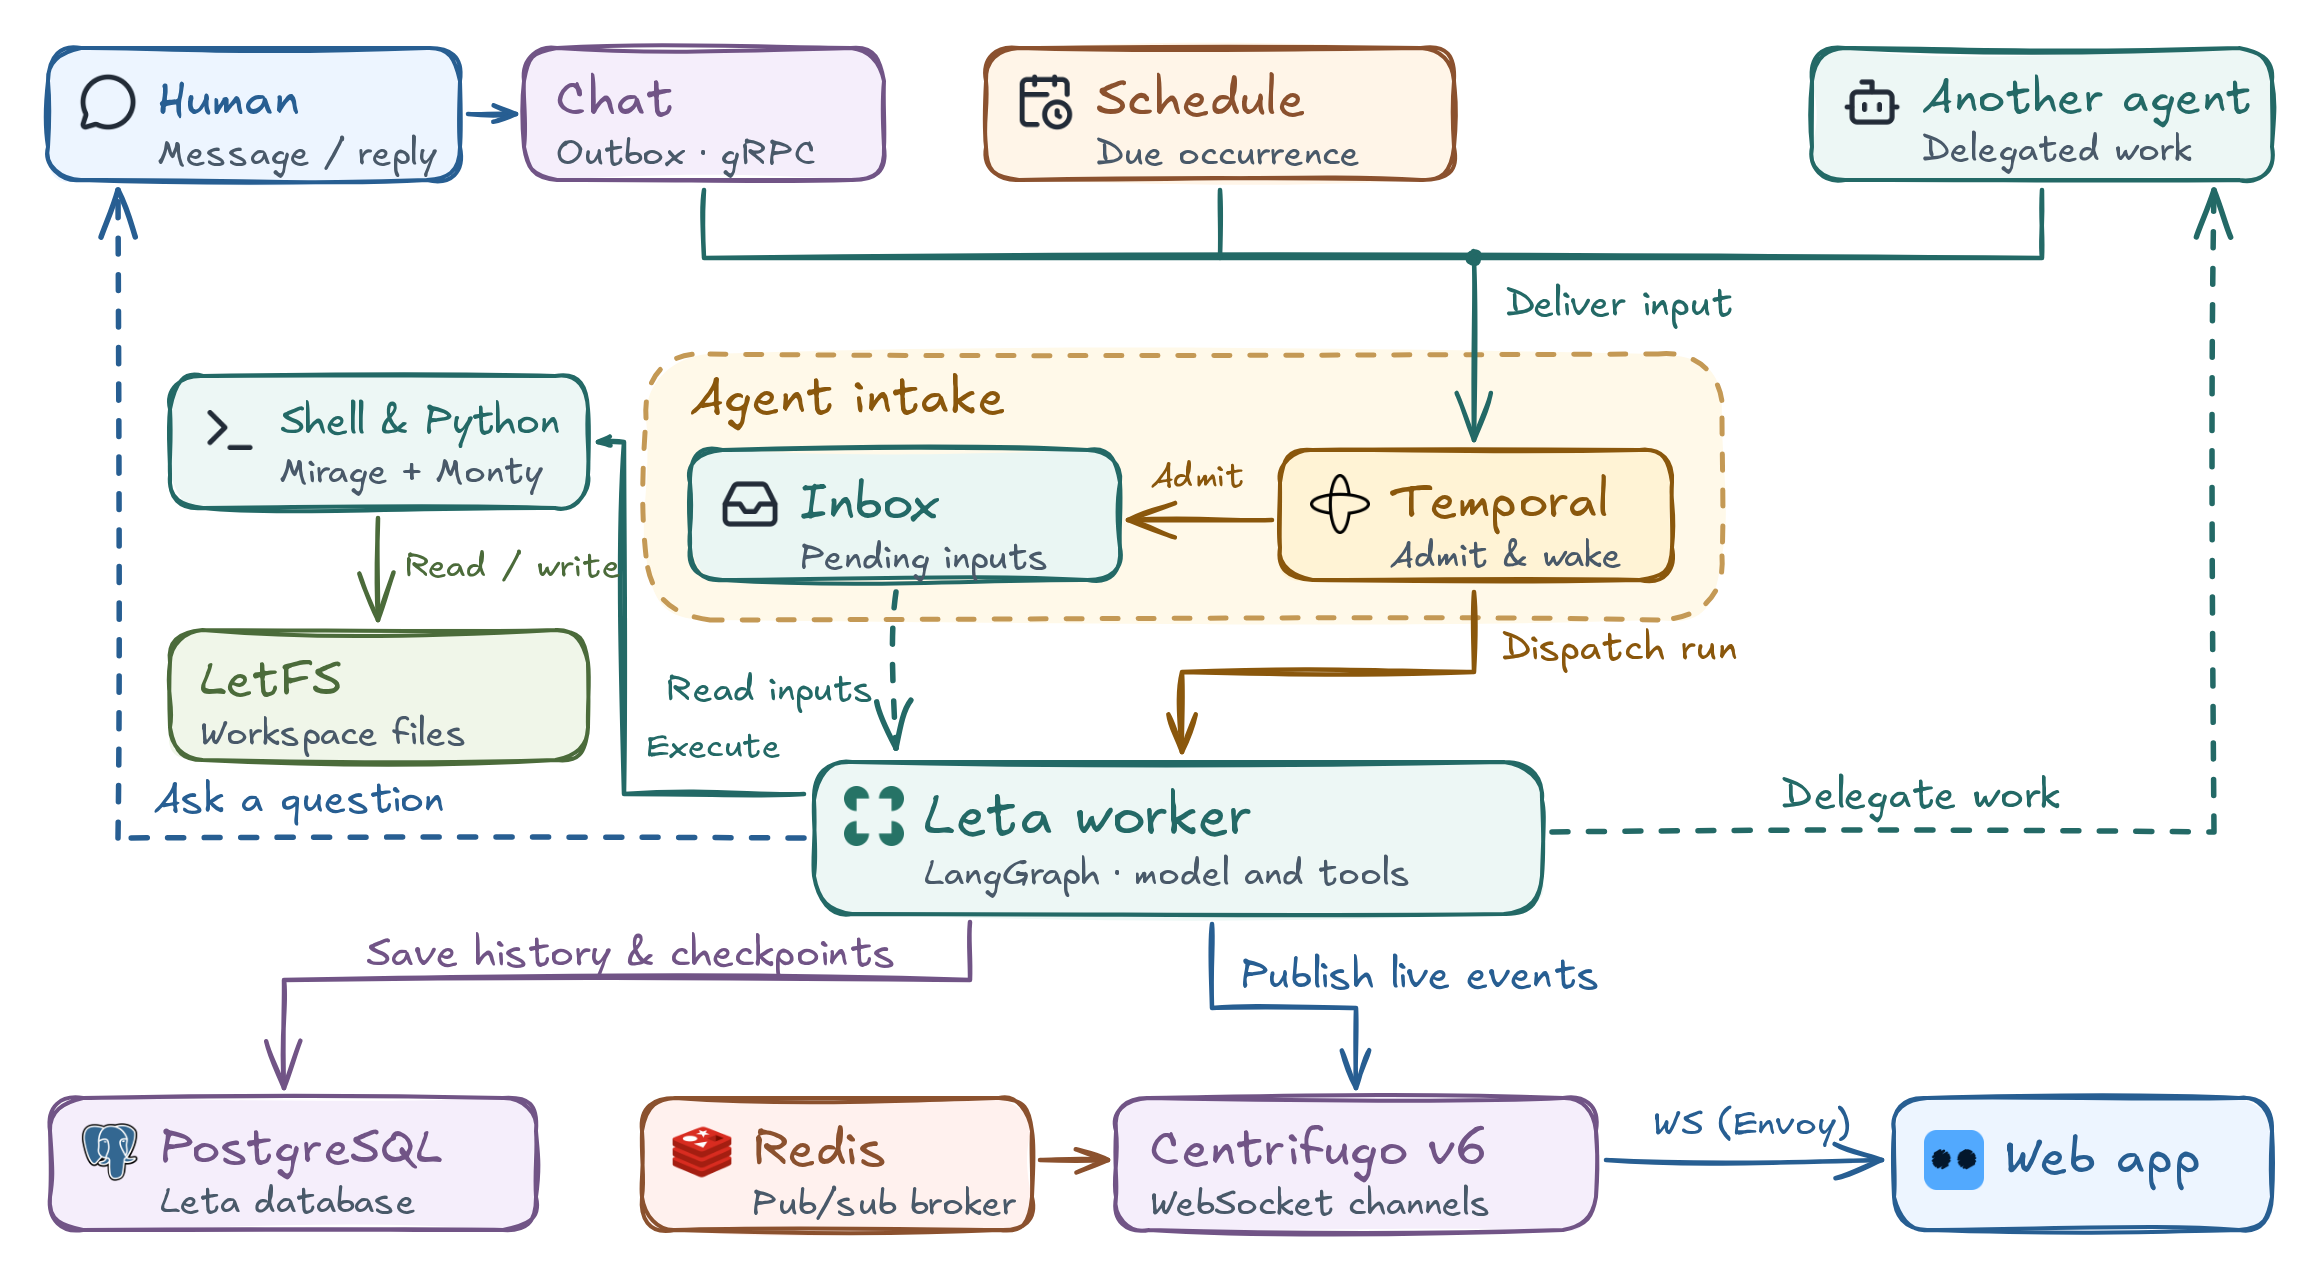 Human
Message / reply
Chat
Outbox · gRPC
Schedule
Due occurrence
Another agent
Delegated work
Deliver input
Agent intake
Shell & Python
Mirage + Monty
Inbox
Pending inputs
Admit
Temporal
Admit & wake
Read / write
Dispatch run
LetFS
Workspace files
Read inputs
Execute
Ask a question
Leta worker
LangGraph · model and tools
Delegate work
Save history & checkpoints
Publish live events
PostgreSQL
Leta database
Redis
Pub/sub broker
Centrifugo v6
WebSocket channels
WS (Envoy)
Web app